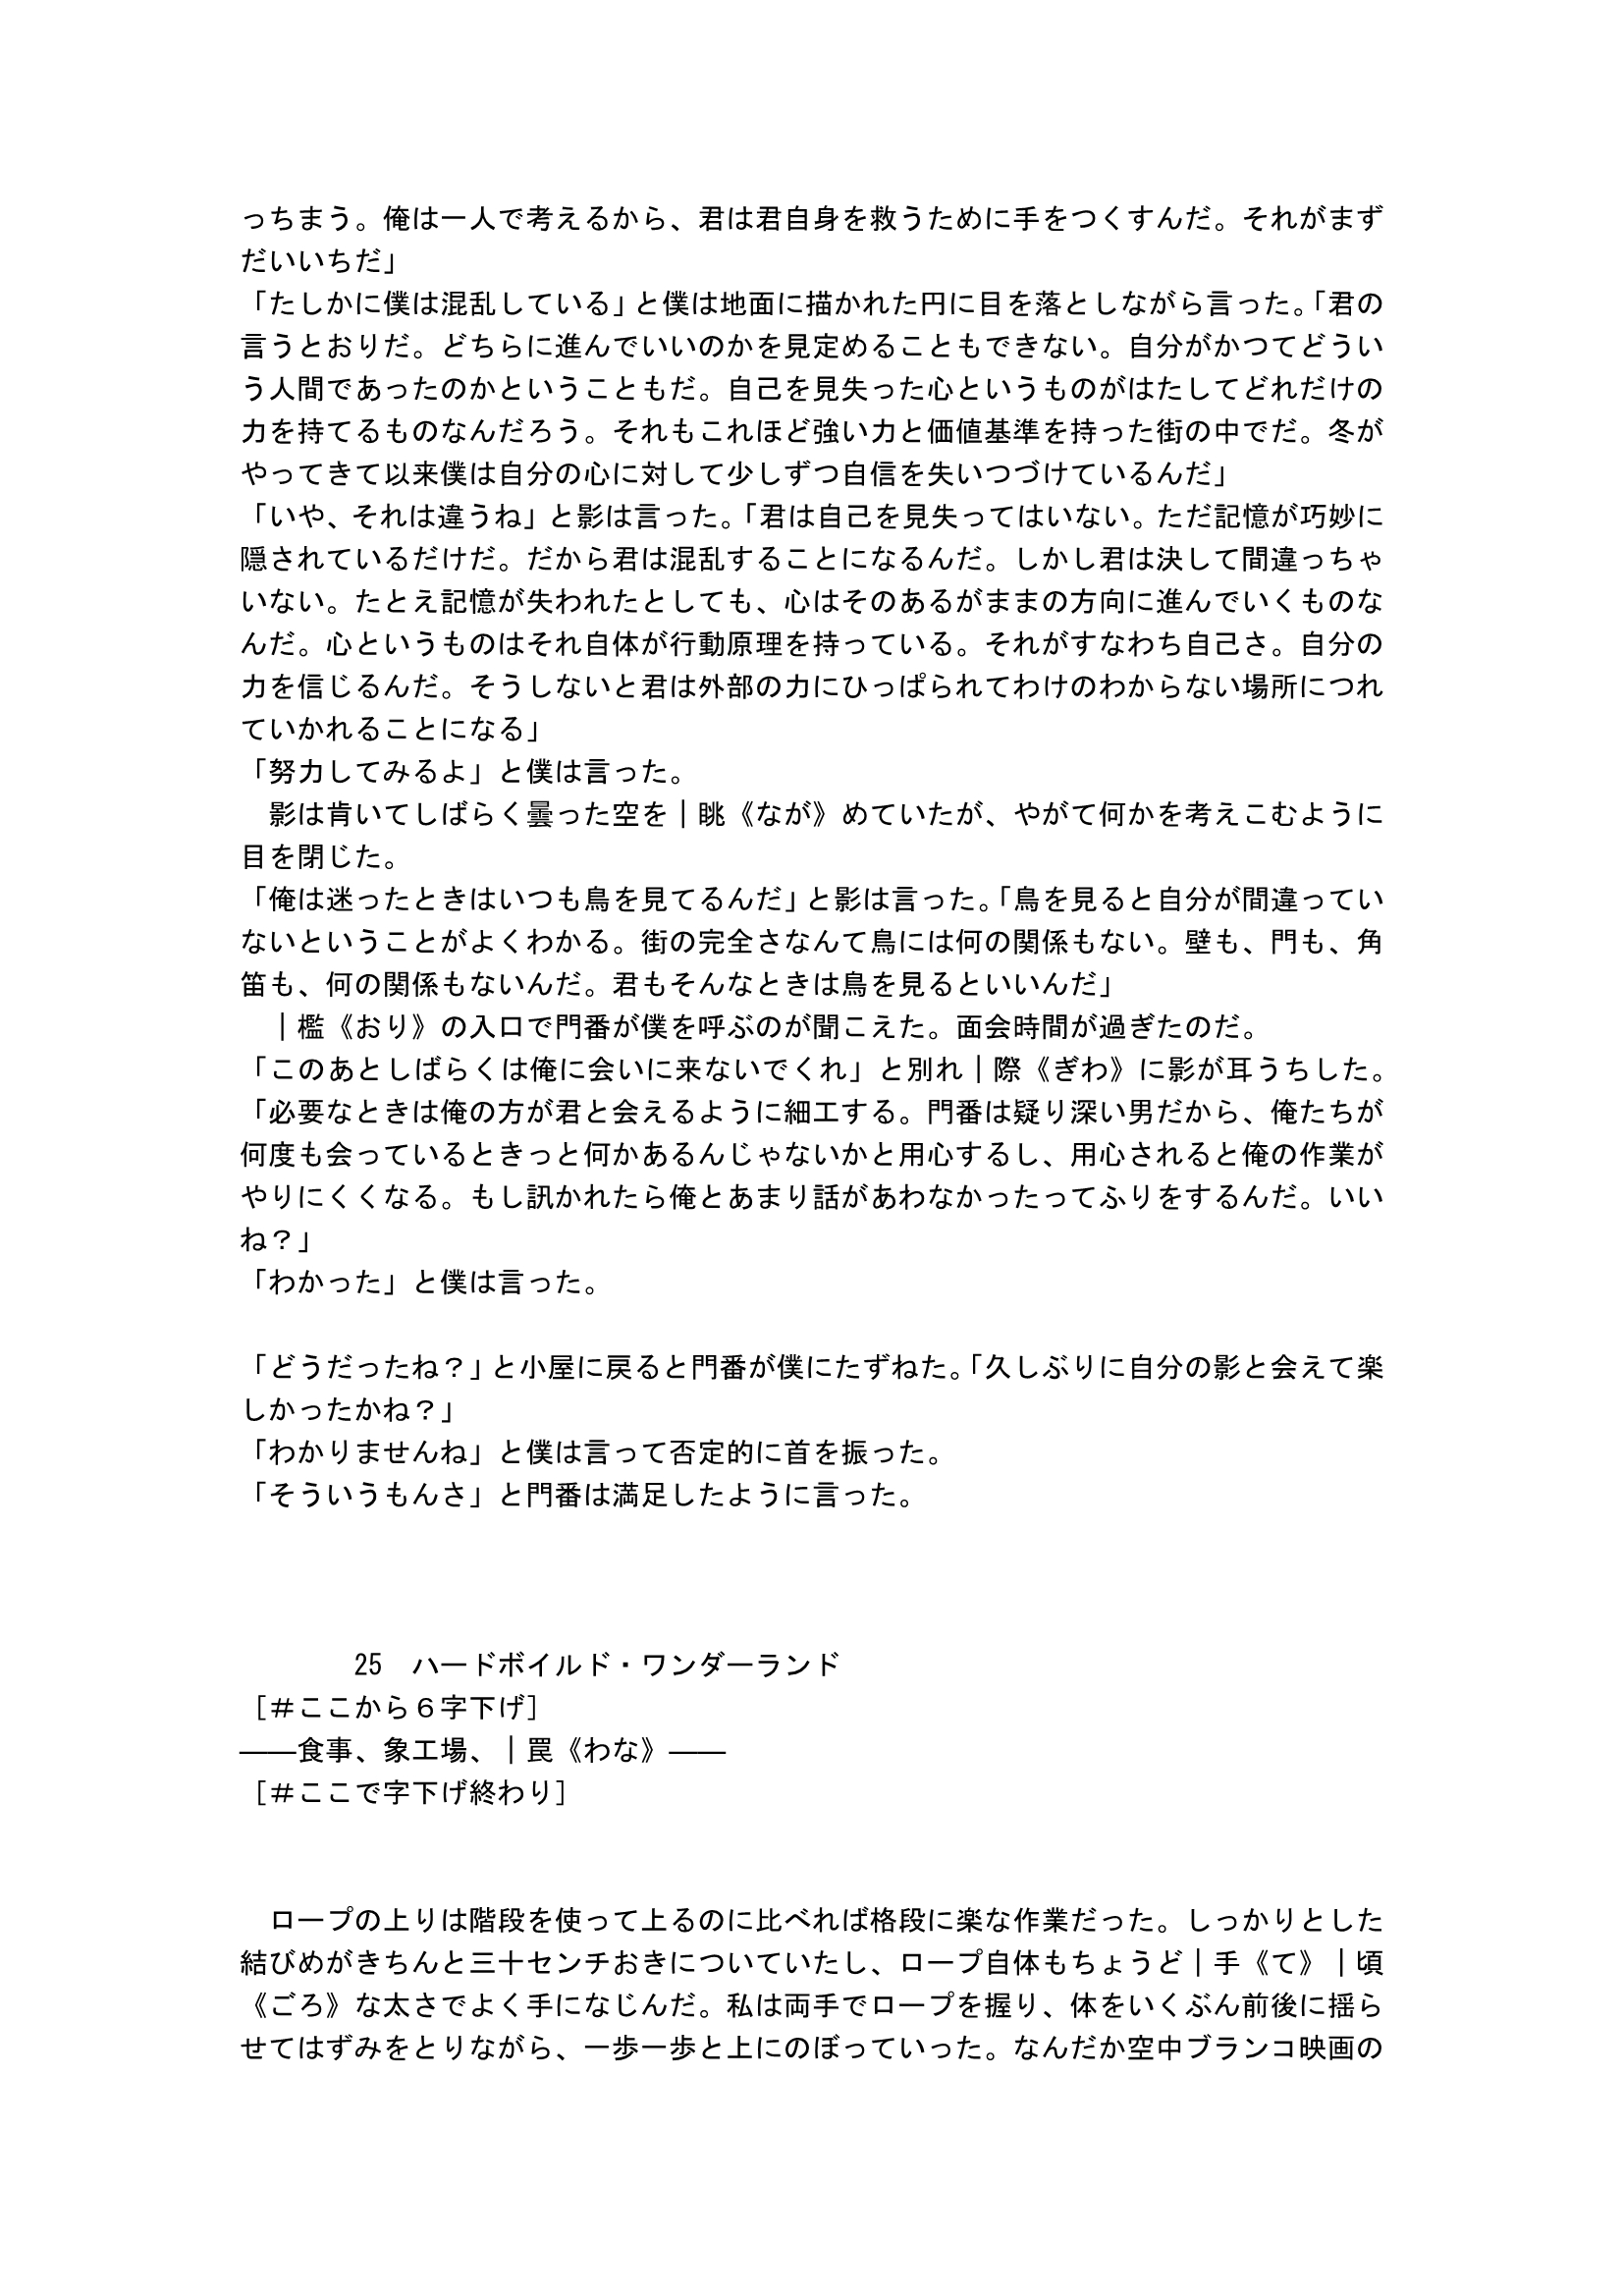 っちまう。俺は一人で考えるから、君は君自身を救うために手をつくすんだ。それがまず
だいいちだ」
「たしかに僕は混乱している」と僕は地面に描かれた円に目を落としながら言った。「君の
言うとおりだ。どちらに進んでいいのかを見定めることもできない。自分がかつてどうい
う人間であったのかということもだ。自己を見失った心というものがはたしてどれだけの
力を持てるものなんだろう。それもこれほど強い力と価値基準を持った街の中でだ。冬が
やってきて以来僕は自分の心に対して少しずつ自信を失いつづけているんだ」
「いや、それは違うね」と影は言った。「君は自己を見失ってはいない。ただ記憶が巧妙に
隠されているだけだ。だから君は混乱することになるんだ。しかし君は決して間違っちゃ
いない。たとえ記憶が失われたとしても、心はそのあるがままの方向に進んでいくものな
んだ。心というものはそれ自体が行動原理を持っている。それがすなわち自己さ。自分の
力を信じるんだ。そうしないと君は外部の力にひっぱられてわけのわからない場所につれ
ていかれることになる」
「努力してみるよ」と僕は言った。
　影は肯いてしばらく曇った空を｜眺《なが》めていたが、やがて何かを考えこむように
目を閉じた。
「俺は迷ったときはいつも鳥を見てるんだ」と影は言った。「鳥を見ると自分が間違ってい
ないということがよくわかる。街の完全さなんて鳥には何の関係もない。壁も、門も、角
笛も、何の関係もないんだ。君もそんなときは鳥を見るといいんだ」
　｜檻《おり》の入口で門番が僕を呼ぶのが聞こえた。面会時間が過ぎたのだ。
「このあとしばらくは俺に会いに来ないでくれ」と別れ｜際《ぎわ》に影が耳うちした。
「必要なときは俺の方が君と会えるように細工する。門番は疑り深い男だから、俺たちが
何度も会っているときっと何かあるんじゃないかと用心するし、用心されると俺の作業が
やりにくくなる。もし訊かれたら俺とあまり話があわなかったってふりをするんだ。いい
ね？」
「わかった」と僕は言った。
「どうだったね？」と小屋に戻ると門番が僕にたずねた。「久しぶりに自分の影と会えて楽
しかったかね？」
「わかりませんね」と僕は言って否定的に首を振った。
「そういうもんさ」と門番は満足したように言った。
25　ハードボイルド・ワンダーランド
［＃ここから６字下げ］
――食事、象工場、｜罠《わな》――
［＃ここで字下げ終わり］
　ロープの上りは階段を使って上るのに比べれば格段に楽な作業だった。しっかりとした
結びめがきちんと三十センチおきについていたし、ロープ自体もちょうど｜手《て》｜頃
《ごろ》な太さでよく手になじんだ。私は両手でロープを握り、体をいくぶん前後に揺ら
せてはずみをとりながら、一歩一歩と上にのぼっていった。なんだか空中ブランコ映画の